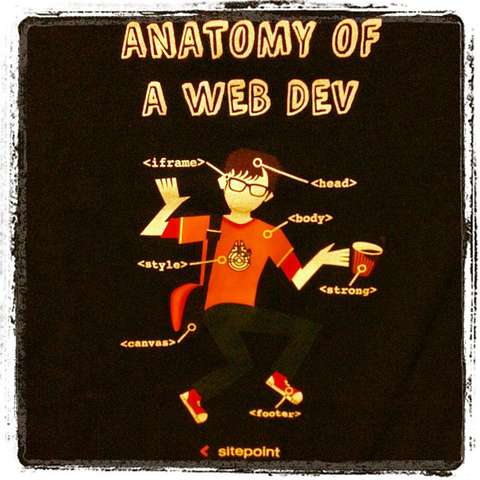 ANATOMY OF
A WEB DEV
<iframe>
<head>
<body>
<style>
<strong>
<canvas>
<footer>
sitepoint